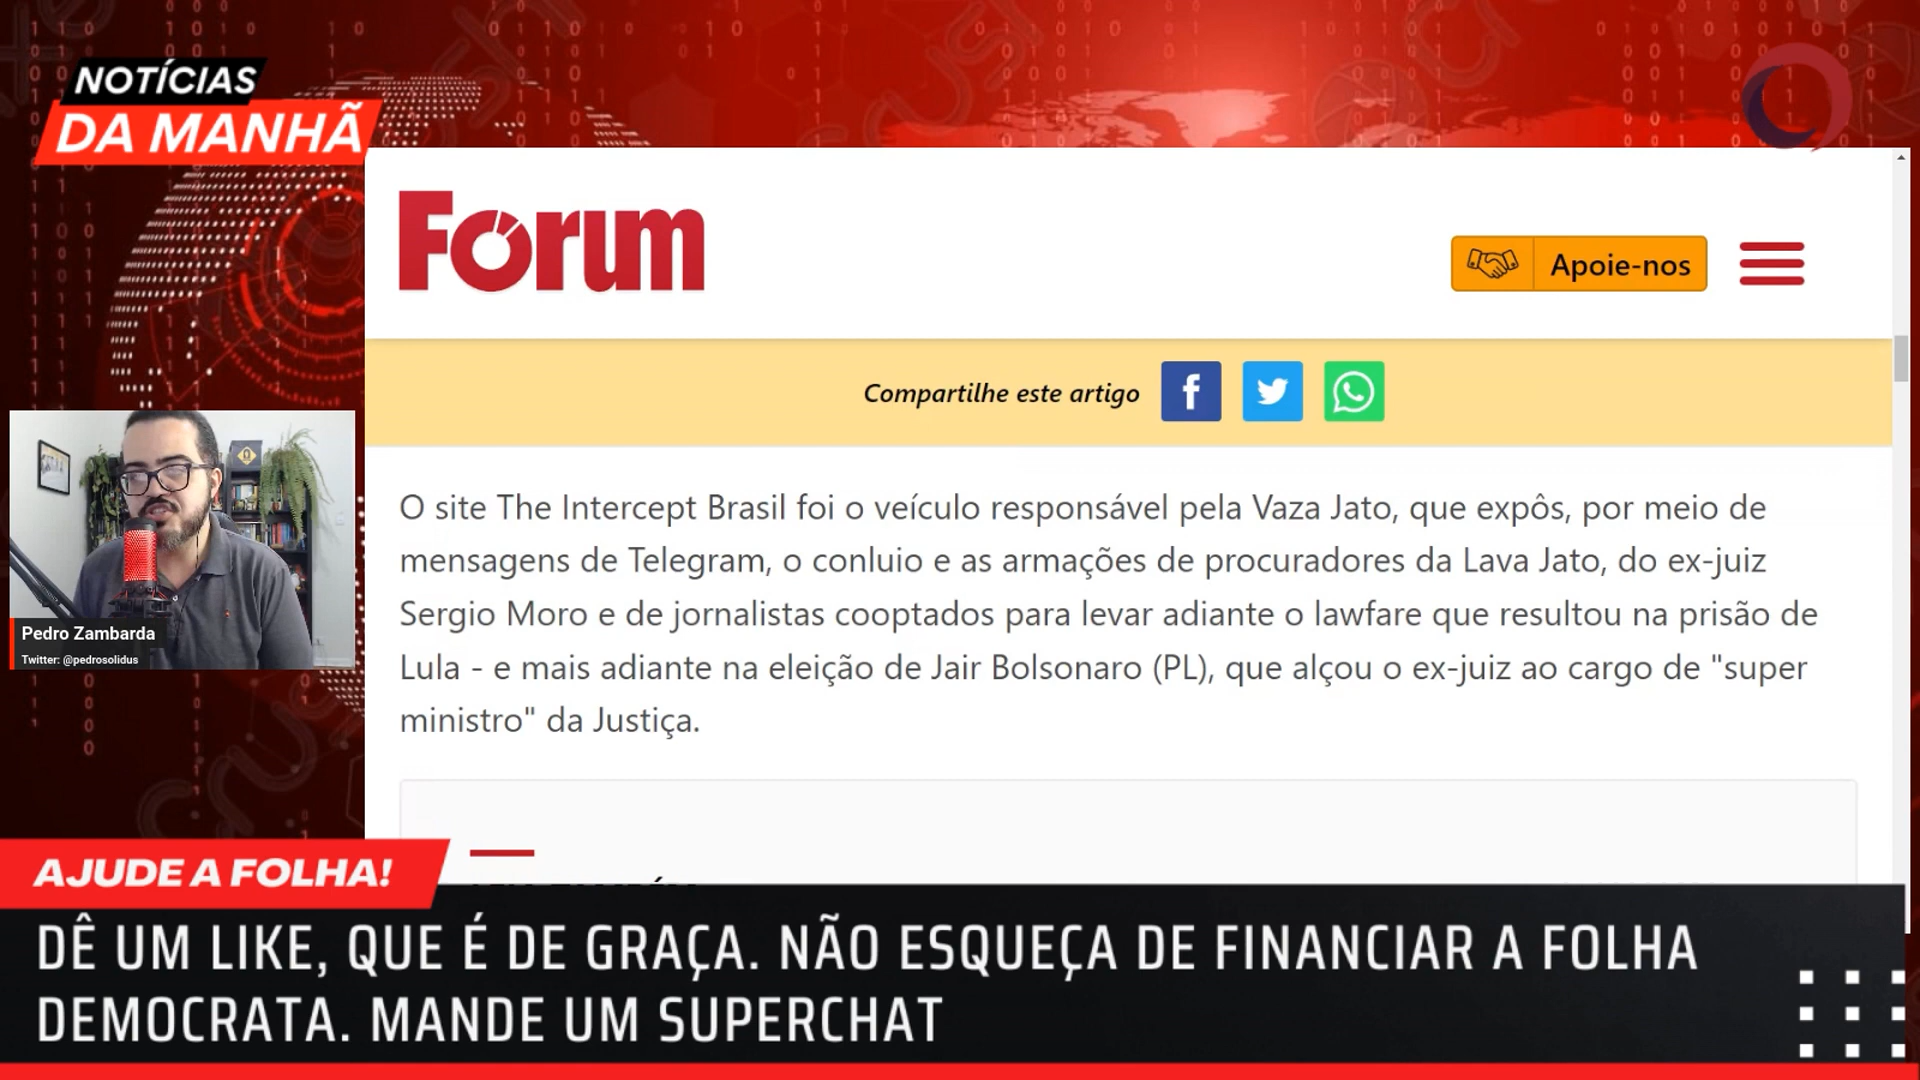 NOTÍCIAS
DA MANHÃ
Forum
Apoie-nos
Compartilhe este artigo
O site The Intercept Brasil foi o veículo responsável pela Vaza Jato, que expôs, por meio de
mensagens de Telegram, o conluio e as armações de procuradores da Lava Jato, do ex-juiz
Sergio Moro e de jornalistas cooptados para levar adiante o lawfare que resultou na prisão de
Lula - e mais adiante na eleição de Jair Bolsonaro (PL), que alçou o ex-juiz ao cargo de "super
ministro" da Justiça.
Pedro Zambarda
Twitter: @pedrosolidus
AJUDE A FOLHA!
DÊ UM LIKE, QUE É DE GRAÇA. NÃO ESQUEÇA DE FINANCIAR A FOLHA
DEMOCRATA. MANDE UM SUPERCHAT